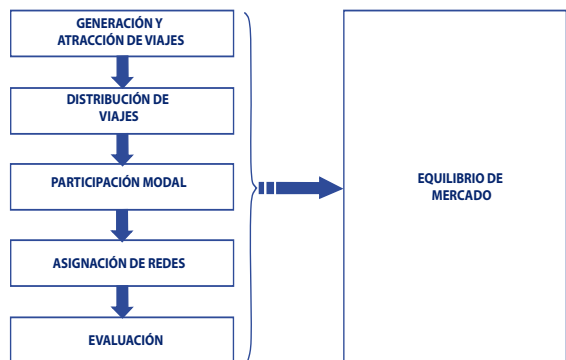 GENERACIÓN Y
ATRACCIÓN DE VIAJES
DISTRIBUCIÓN DE
VIAJES
PARTICIPACIÓN MODAL
ASIGNACIÓN DE REDES
EVALUACIÓN
EQUILIBRIO DE
MERCADO